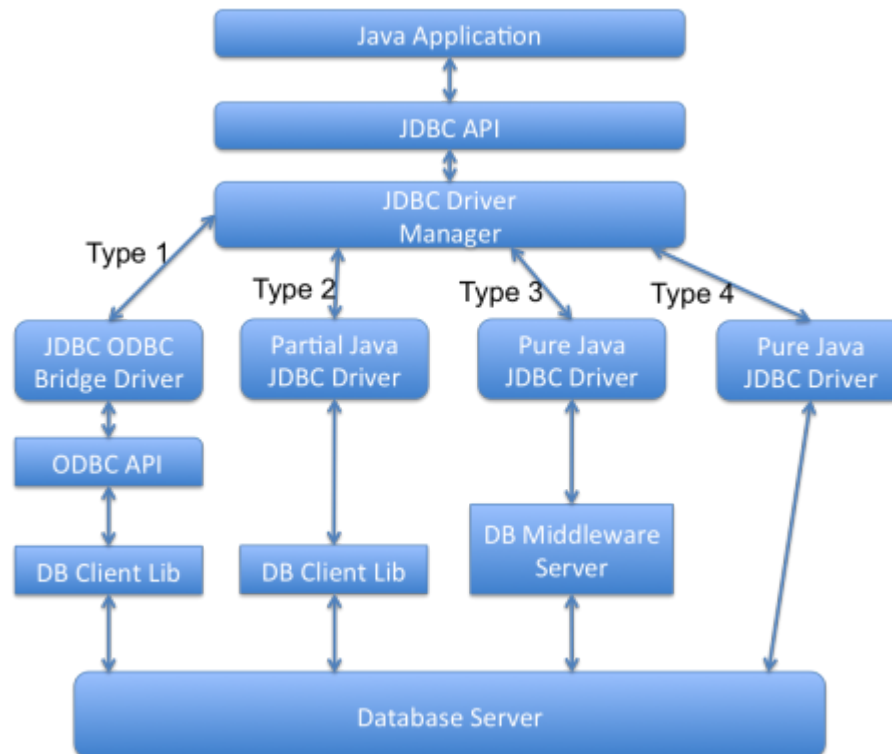 Java Application
JDBC API
JDBC Driver
Manager
Type 1
Type 2
Type 3
Type 4
JDBC ODBC
Bridge Driver
Partial Java
JDBC Driver
Pure Java
JDBC Driver
Pure Java
JDBC Driver
ODBC API
DB Client Lib
DB Client Lib
DB Middleware
Server
Database Server